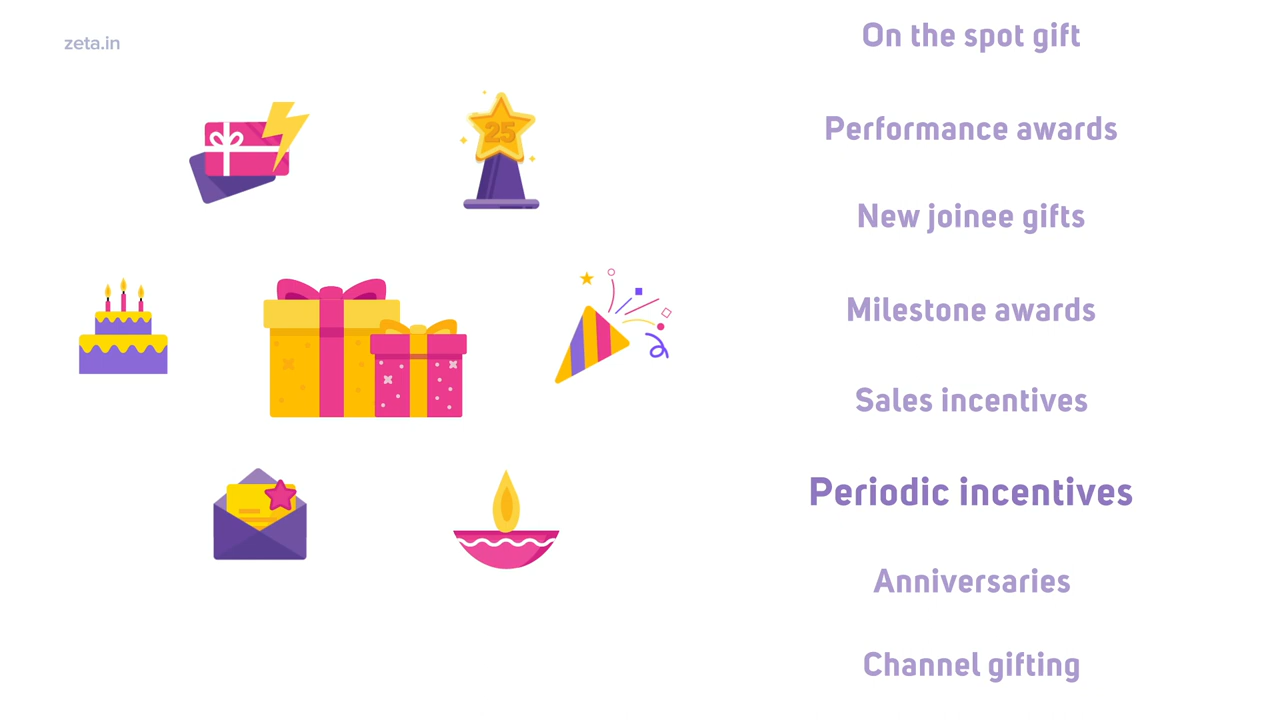 zeta.in
25
On the spot gift
Performance awards
New joinee gifts
Milestone awards
Sales incentives
Periodic incentives
Anniversaries
Channel gifting